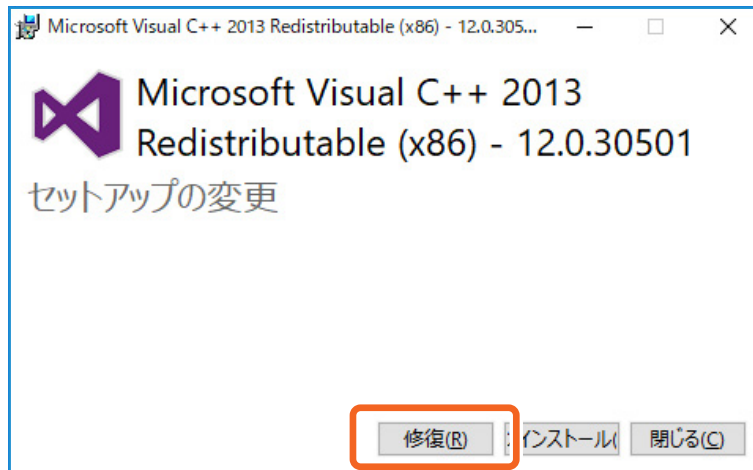 Microsoft Visual C++ 2013 Redistributable (x86) - 12.0.305...
Microsoft Visual C++ 2013
Redistributable (x86) - 12.0.30501
セットアップの変更
修復(R) インストール( 閉じる(C)